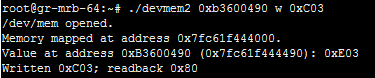 root@gr-mrb-64:~# ./devmem2 0xb3600490 w 0xC03
/dev/mem opened.
Memory mapped at address 0x7fc61f444000.
Value at address 0xB3600490 (0x7fc61f444490): 0xE03
Written 0xC03; readback 0x80